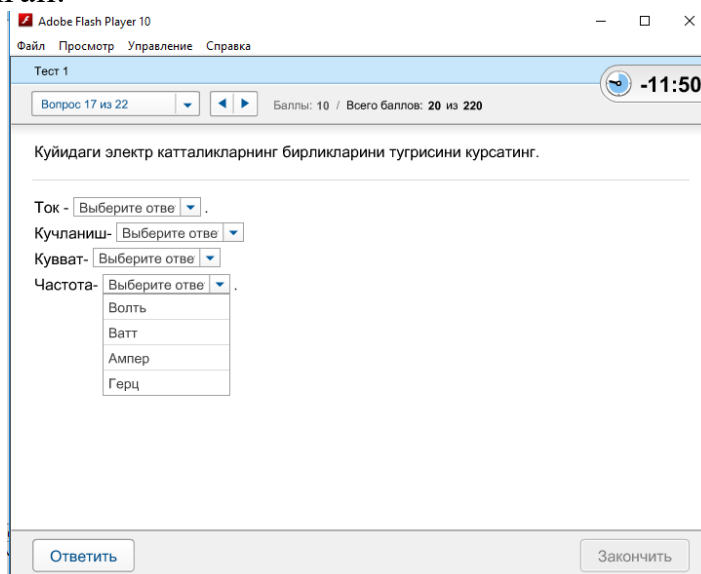 Adobe Flash Player 10
Файл Просмотр Управление Справка
Тест 1
-11:50
Вопрос 17 из 22
Баллы: 10 / Всего баллов: 20 из 220
Куйидаги электр катталикларнинг бирликларини тугрисини курсатинг.
Ток - Выберите отве .
Кучланиш- Выберите отве
Кувват- Выберите отве
Частота- Выберите отве .
Волть
Ватт
Ампер
Герц
Ответить
Закончить